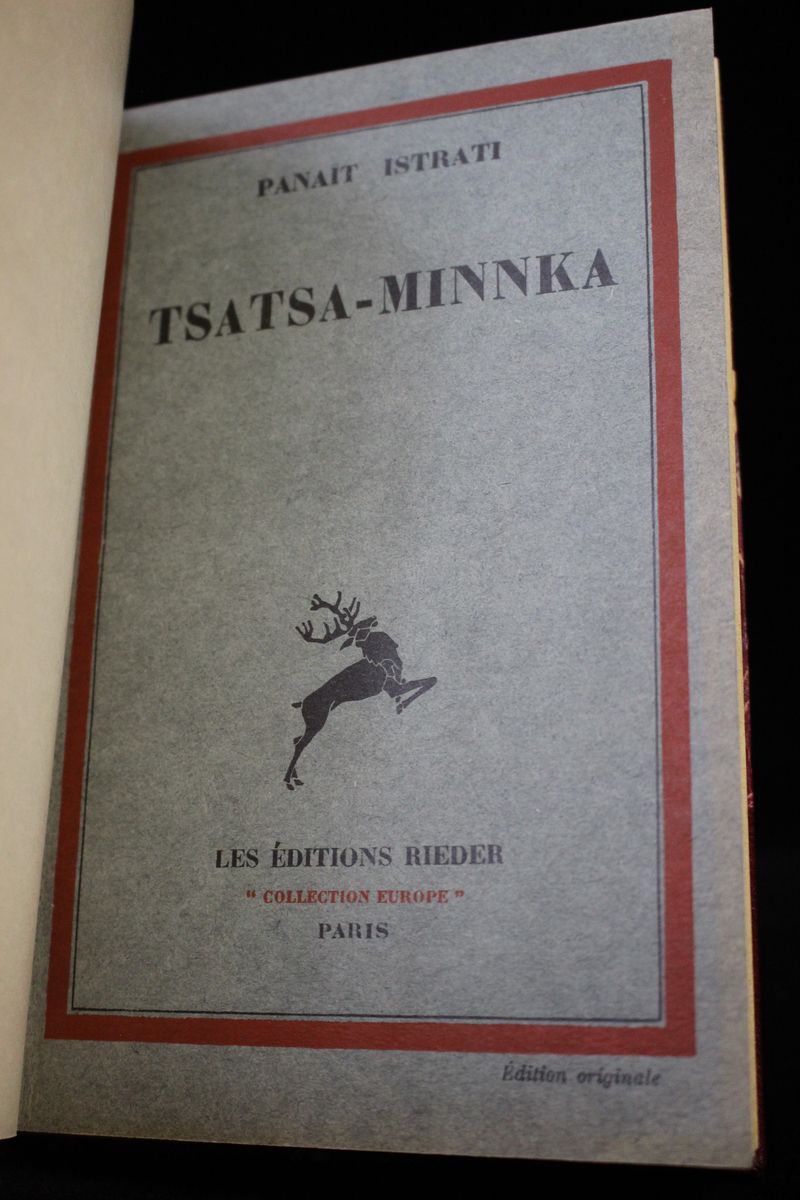 PANAÏT ISTRATI
TSATSA-MINNKA
LES ÉDITIONS RIEDER
" COLLECTION EUROPE "
PARIS
Édition originale